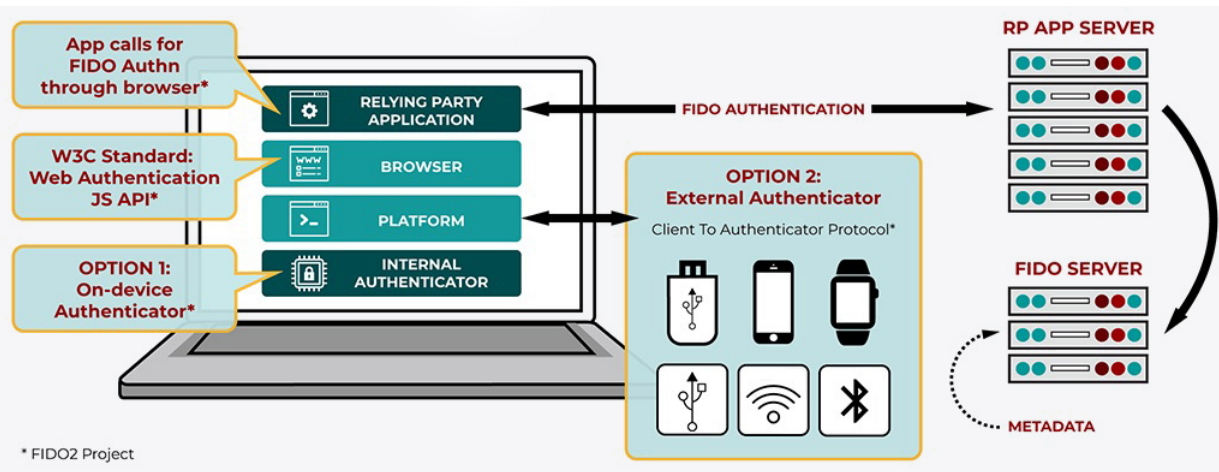 App calls for
FIDO Authn
through browser*
W3C Standard:
Web Authentication
JS API*
OPTION 1:
On-device
Authenticator*
RELYING PARTY
APPLICATION
WWW
BROWSER
PLATFORM
INTERNAL
AUTHENTICATOR
FIDO AUTHENTICATION
OPTION 2:
External Authenticator
Client To Authenticator Protocol*
RP APP SERVER
FIDO SERVER
METADATA
* FIDO2 Project